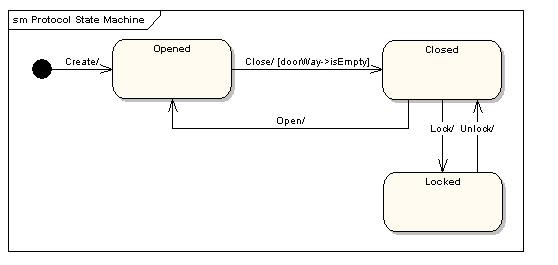 sm Protocol State Machine
Opened
Closed
Create/
Close/ [doorWay->isEmpty]
Open/
Lock/
Unlock/
Locked